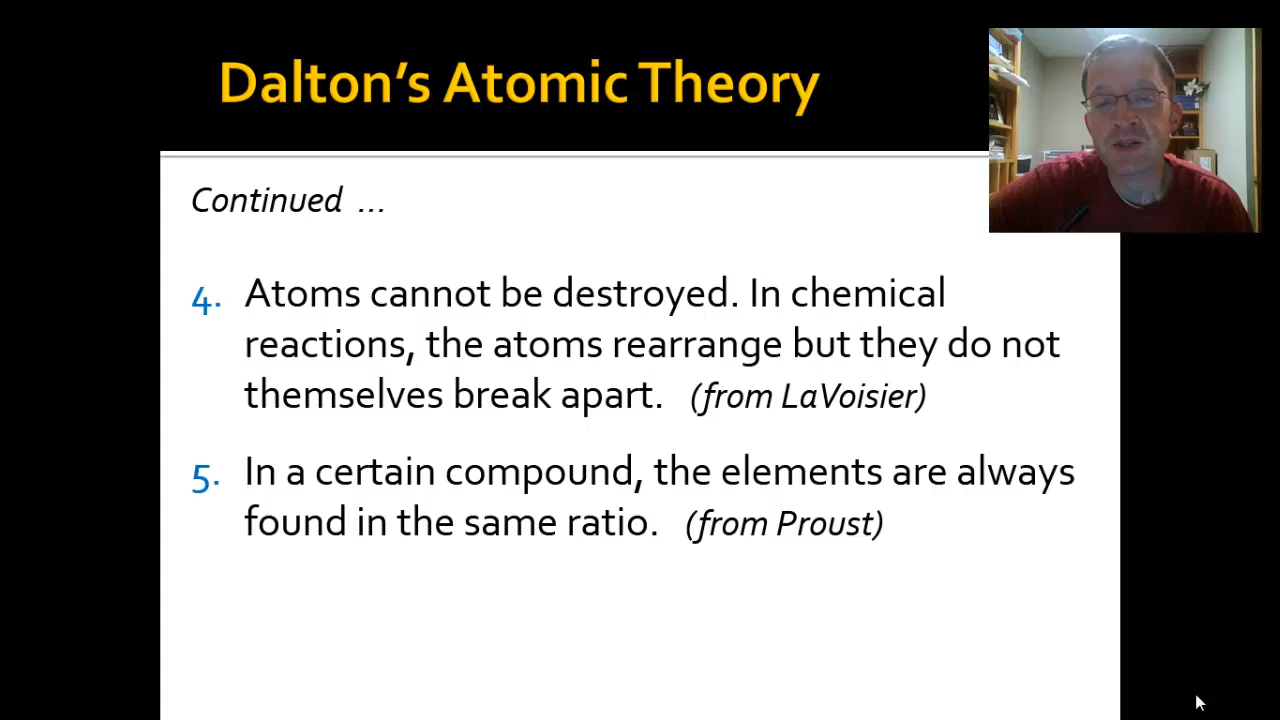 Dalton’s Atomic Theory
Continued …
4. Atoms cannot be destroyed. In chemical
reactions, the atoms rearrange but they do not
themselves break apart. (from LaVoisier)
5. In a certain compound, the elements are always
found in the same ratio. (from Proust)